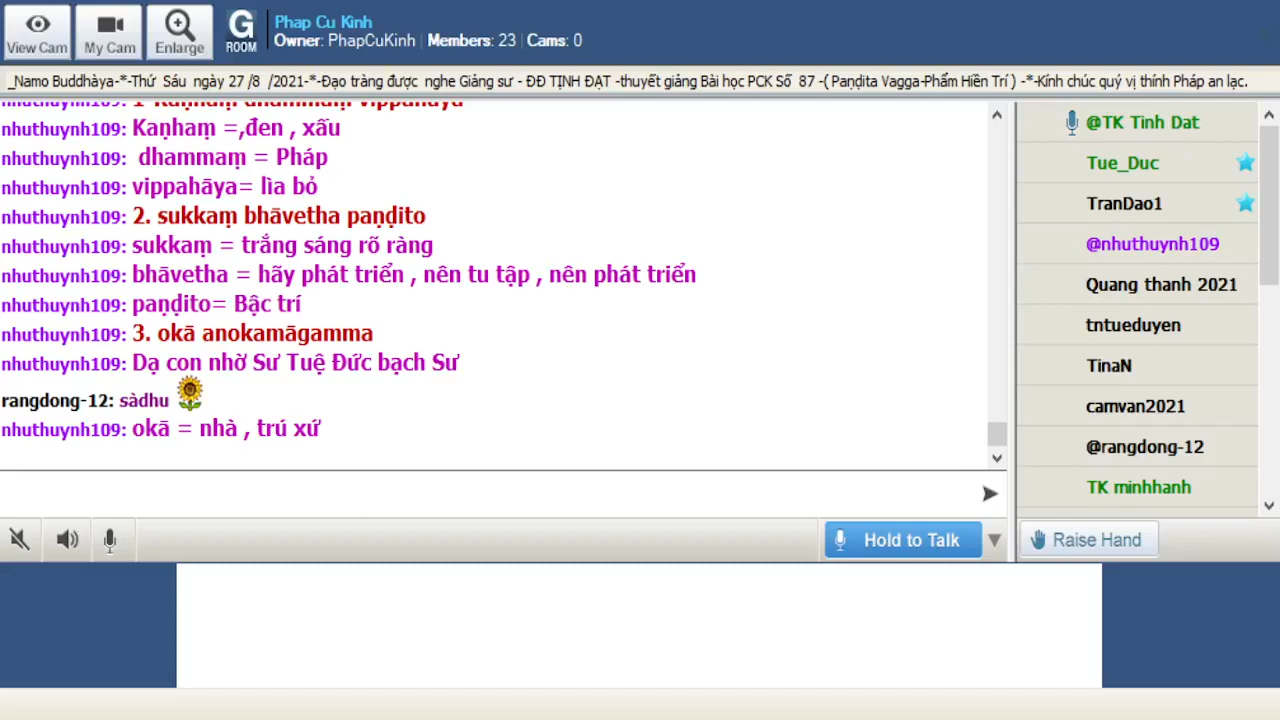 Phap Cu Kinh
Owner: PhapCuKinh | Members: 23 | Cams: 0
View Cam
My Cam
Enlarge
G
ROOM
_Namo Buddhàya-*-Thứ Sáu ngày 27 /8 /2021-*-Đạo tràng được nghe Giảng sư - ĐĐ TỊNH ĐẠT -thuyết giảng Bài học PCK Số 87 -( Paṇḍita Vagga-Phẩm Hiền Trí ) -*-Kính chúc quý vị thính Pháp an lạc.
nhuthuynh109: 1 Kaṇhaṃ dhammaṃ vippahāya
nhuthuynh109: Kaṇhaṃ =,đen , xấu
nhuthuynh109: dhammaṃ = Pháp
nhuthuynh109: vippahāya= lìa bỏ
nhuthuynh109: 2. sukkaṃ bhāvetha paṇḍito
nhuthuynh109: sukkaṃ = trắng sáng rõ ràng
nhuthuynh109: bhāvetha = hãy phát triển , nên tu tập , nên phát triển
nhuthuynh109: paṇḍito= Bậc trí
nhuthuynh109: 3. okā anokamāgamma
nhuthuynh109: Dạ con nhờ Sư Tuệ Đức bạch Sư
rangdong-12: sàdhu
nhuthuynh109: okā = nhà , trú xứ
@TK Tinh Dat
Tue_Duc
TranDao1
@nhuthuynh109
Quang thanh 2021
tntueduyen
TinaN
camvan2021
@rangdong-12
TK minhhanh
Hold to Talk
Raise Hand